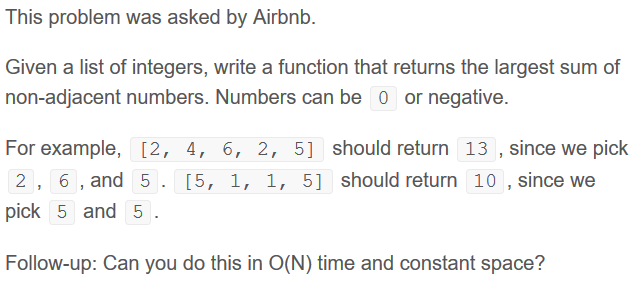 This problem was asked by Airbnb.
Given a list of integers, write a function that returns the largest sum of
non-adjacent numbers. Numbers can be 0 or negative.
For example, [2, 4, 6, 2, 5] should return 13, since we pick
2, 6, and 5. [5, 1, 1, 5] should return 10, since we
pick 5 and 5.
Follow-up: Can you do this in O(N) time and constant space?